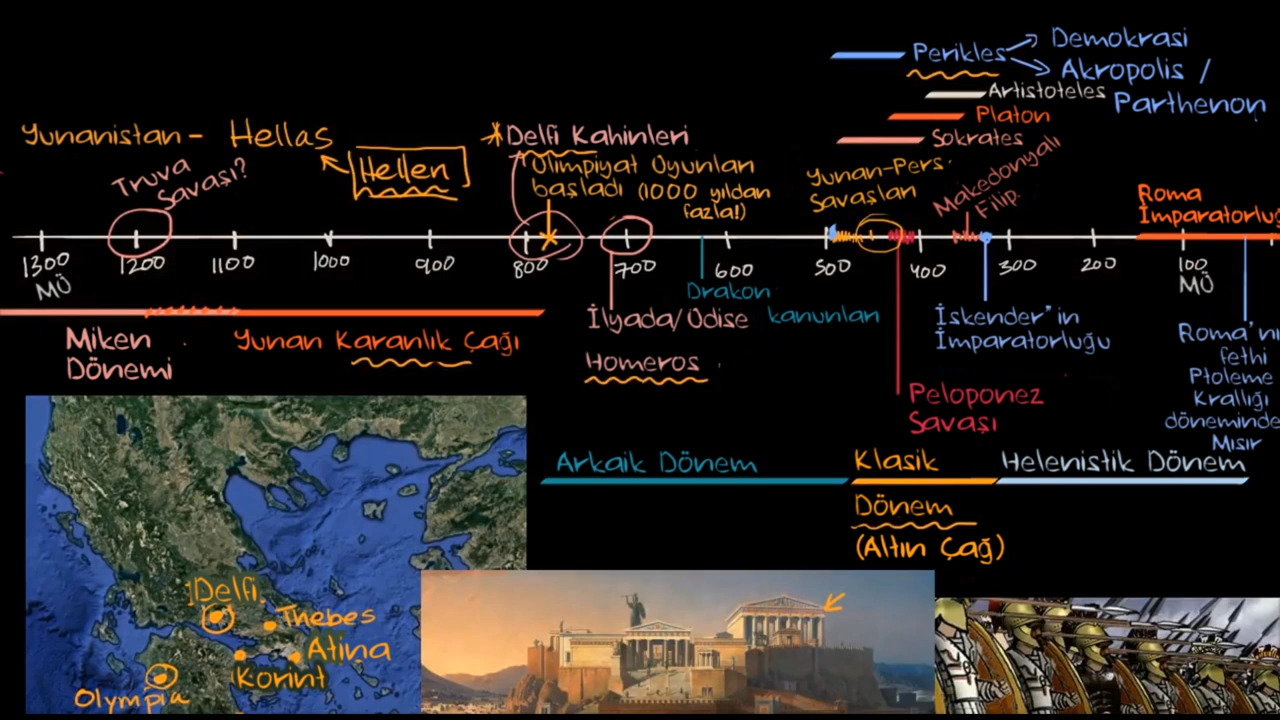 Perikles
Demokrasi
Akropolis /
Parthenon
Artistoteles
Platon
Sokrates
Yunanistan - Hellas
Hellen
Truva
Savaşı?
*Delfi Kahinleri
Olimpiyat Oyunları
başladı (1000 yıldan
fazla!)
Yunan-Pers
Savaşları
Makedonyalı
Filip
Roma
İmparatorluğ
1300 1200 1100 1000 900 800 700 600 500 400 300 200 100
MÖ
MÖ
Miken
Dönemi
Yunan Karanlık Çağı
İlyada/Odise
Homeros
Drakon
kanunları
İskender'in
İmparatorluğu
Peloponez
Savaşı
Roma'nı
fethi
Ptoleme
Krallığı
döneminde
Mısır
Arkaik Dönem
Klasik
Dönem
(Altın Çağ)
Helenistik Dönem
Delfi
Thebes
Atina
Korint
Olympia